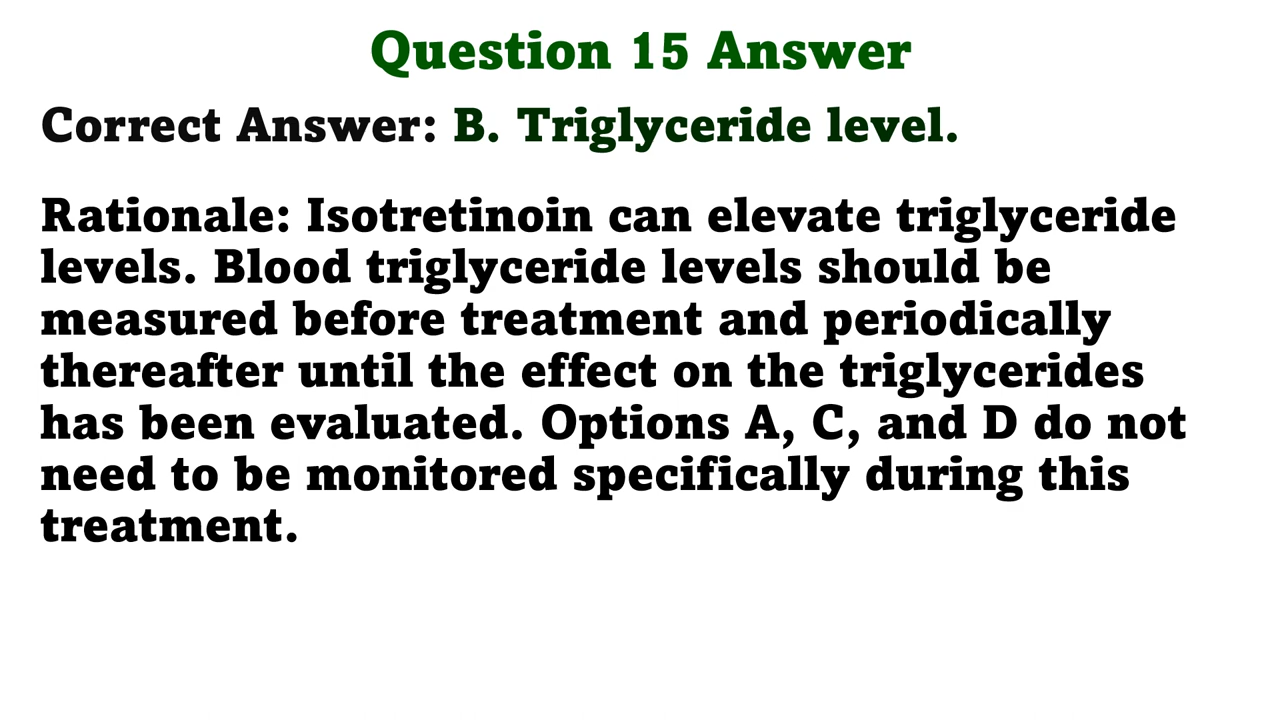 Question 15 Answer
Correct Answer: B. Triglyceride level.
Rationale: Isotretinoin can elevate triglyceride
levels. Blood triglyceride levels should be
measured before treatment and periodically
thereafter until the effect on the triglycerides
has been evaluated. Options A, C, and D do not
need to be monitored specifically during this
treatment.